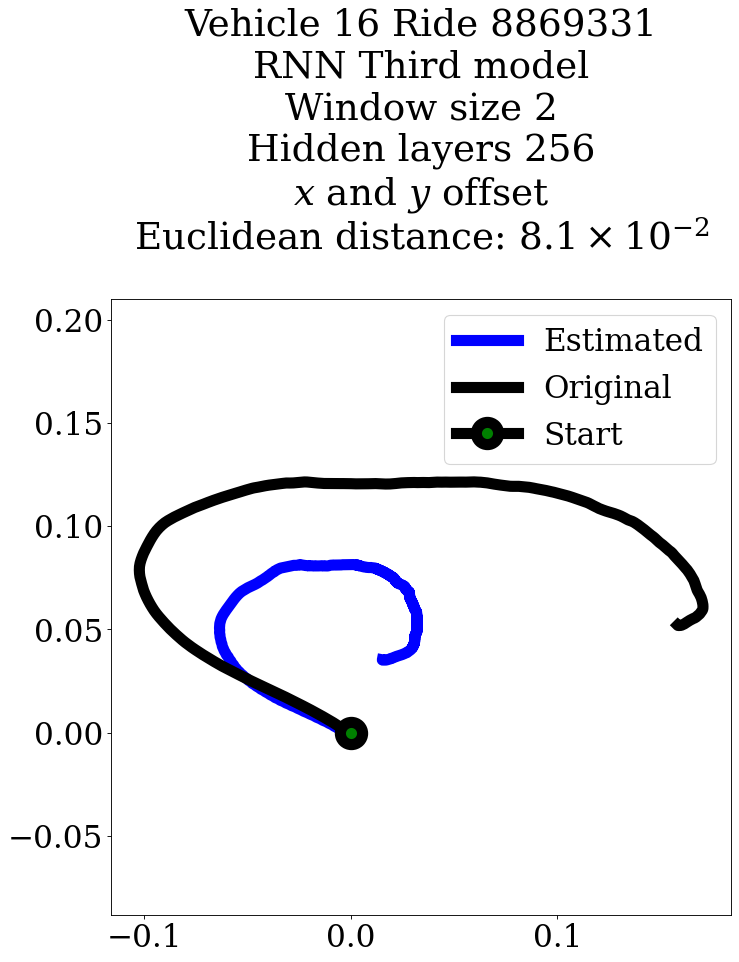 Vehicle 16 Ride 8869331
RNN Third model
Window size 2
Hidden layers 256
x and y offset
Euclidean distance: 8.1 × 10⁻²
0.20
0.15
0.10
0.05
0.00
−0.05
−0.1
0.0
0.1
Estimated
Original
Start